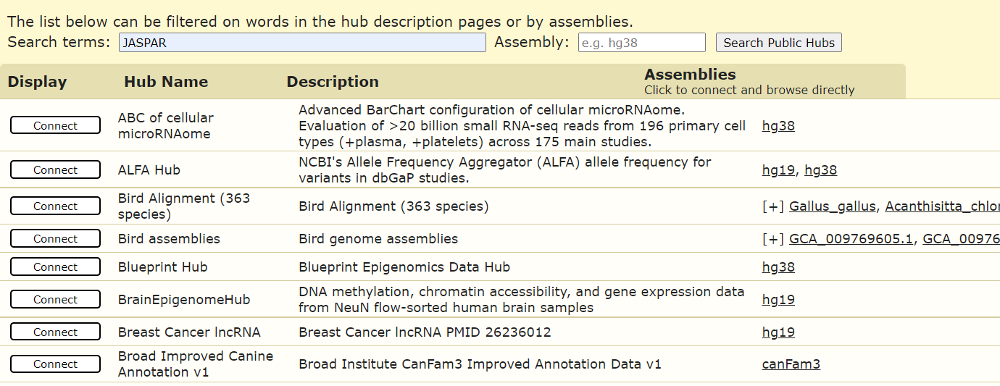 The list below can be filtered on words in the hub description pages or by assemblies.
Search terms: JASPAR Assembly: e.g. hg38 Search Public Hubs
Display Hub Name Description Assemblies
Click to connect and browse directly
Connect ABC of cellular microRNAome Advanced BarChart configuration of cellular microRNAome.
Evaluation of >20 billion small RNA-seq reads from 196 primary cell
types (+plasma, +platelets) across 175 main studies. hg38
Connect ALFA Hub NCBI's Allele Frequency Aggregator (ALFA) allele frequency for
variants in dbGaP studies. hg19, hg38
Connect Bird Alignment (363
species) Bird Alignment (363 species) [+] Gallus_gallus, Acanthisitta_chlor
Connect Bird assemblies Bird genome assemblies [+] GCA_009769605.1, GCA_00976
Connect Blueprint Hub Blueprint Epigenomics Data Hub hg38
Connect BrainEpigenomeHub DNA methylation, chromatin accessibility, and gene expression data
from NeuN flow-sorted human brain samples hg19
Connect Breast Cancer lncRNA Breast Cancer lncRNA PMID 26236012 hg19
Connect Broad Improved Canine
Annotation v1 Broad Institute CanFam3 Improved Annotation Data v1 canFam3